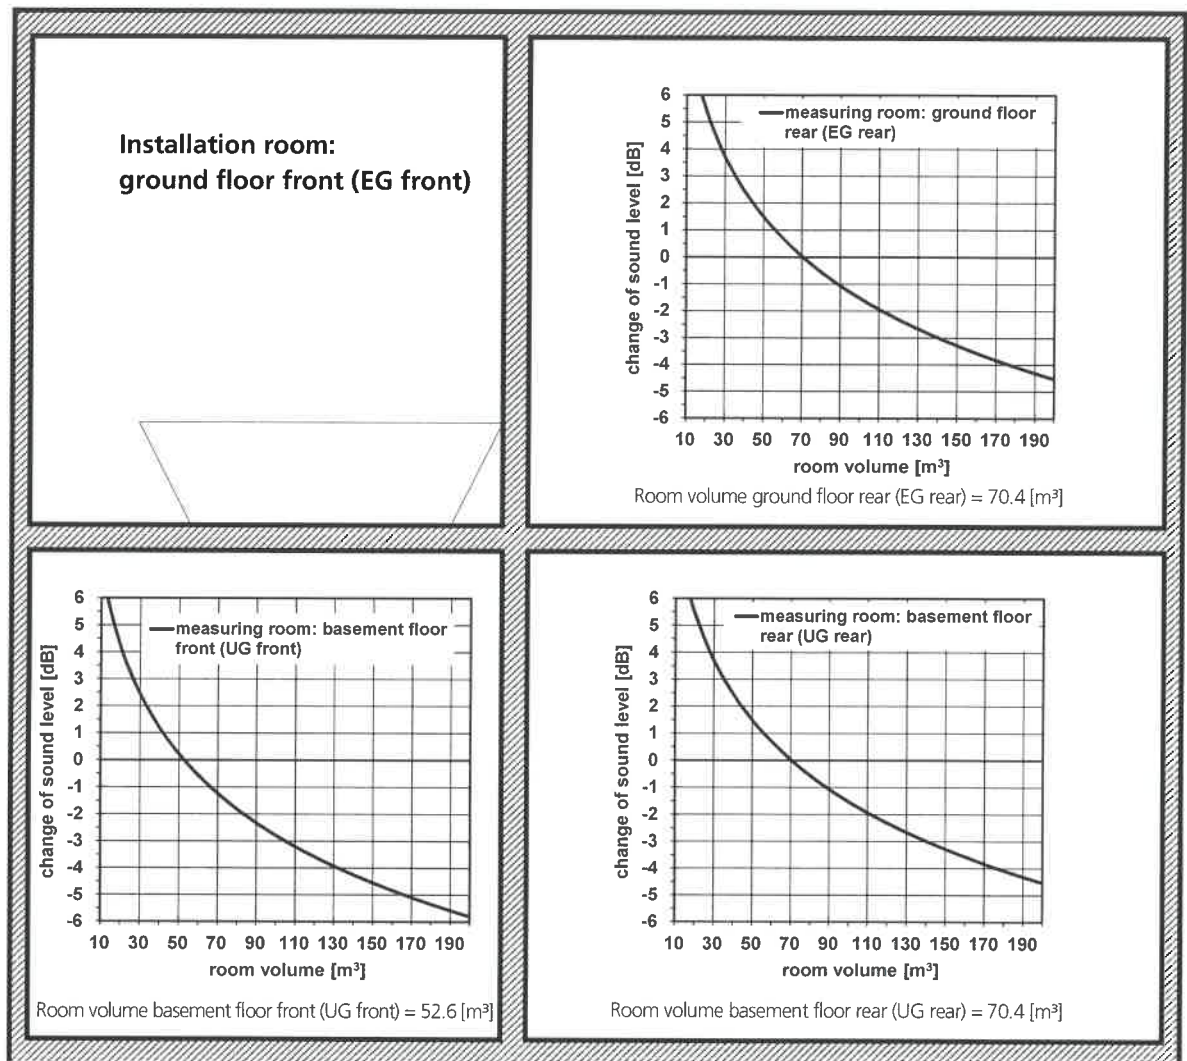 Installation room:
ground floor front (EG front)
6
5
4
3
2
1
0
-1
-2
-3
-4
-5
-6
change of sound level [dB]
measuring room: ground floor
rear (EG rear)
10 30 50 70 90 110 130 150 170 190
room volume [m³]
Room volume ground floor rear (EG rear) = 70.4 [m³]
6
5
4
3
2
1
0
-1
-2
-3
-4
-5
-6
change of sound level [dB]
measuring room: basement floor
front (UG front)
10 30 50 70 90 110 130 150 170 190
room volume [m³]
Room volume basement floor front (UG front) = 52.6 [m³]
6
5
4
3
2
1
0
-1
-2
-3
-4
-5
-6
change of sound level [dB]
measuring room: basement floor
rear (UG rear)
10 30 50 70 90 110 130 150 170 190
room volume [m³]
Room volume basement floor rear (UG rear) = 70.4 [m³]